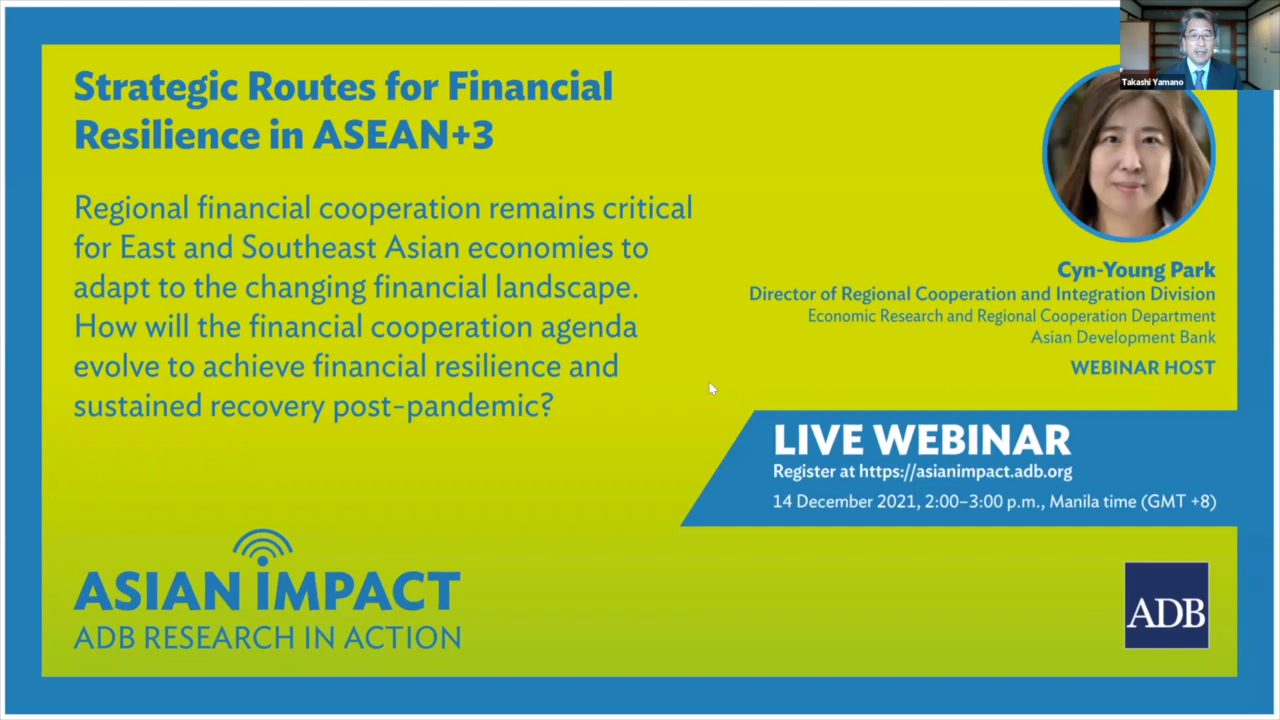 Strategic Routes for Financial
Resilience in ASEAN+3
Regional financial cooperation remains critical
for East and Southeast Asian economies to
adapt to the changing financial landscape.
How will the financial cooperation agenda
evolve to achieve financial resilience and
sustained recovery post-pandemic?
Takashi Yamano
Cyn-Young Park
Director of Regional Cooperation and Integration Division
Economic Research and Regional Cooperation Department
Asian Development Bank
WEBINAR HOST
LIVE WEBINAR
Register at https://asianimpact.adb.org
14 December 2021, 2:00–3:00 p.m., Manila time (GMT +8)
ASIAN iMPACT
ADB RESEARCH IN ACTION
ADB